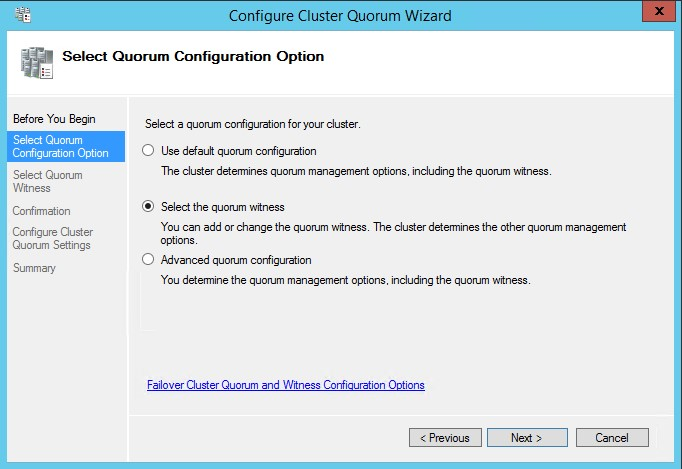 Configure Cluster Quorum Wizard
x
Select Quorum Configuration Option
Before You Begin
Select Quorum
Configuration Option
Select Quorum
Witness
Confirmation
Configure Cluster
Quorum Settings
Summary
Select a quorum configuration for your cluster.
Use default quorum configuration
The cluster determines quorum management options, including the quorum witness.
Select the quorum witness
You can add or change the quorum witness. The cluster determines the other quorum management
options.
Advanced quorum configuration
You determine the quorum management options, including the quorum witness.
Failover Cluster Quorum and Witness Configuration Options
< Previous
Next >
Cancel